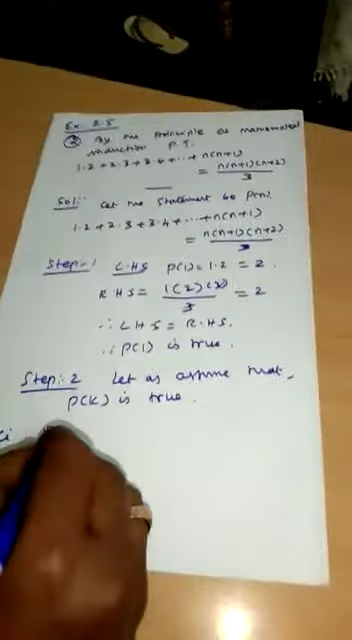 Ex. 2.5
② By the principle of mathematical
induction P.T.
1.2 + 2.3 + 3.4 + ... + n(n+1)
= n(n+1)(n+2)/3
Sol:- Let the statement be P(n).
1.2 + 2.3 + 3.4 + ... + n(n+1)
= n(n+1)(n+2)/3
Step:-1 L.H.S P(1) = 1.2 = 2.
R.H.S = 1(2)(3)/3 = 2
∴ L.H.S = R.H.S.
∴ P(1) is true.
Step:-2 Let us assume that,
P(k) is true.